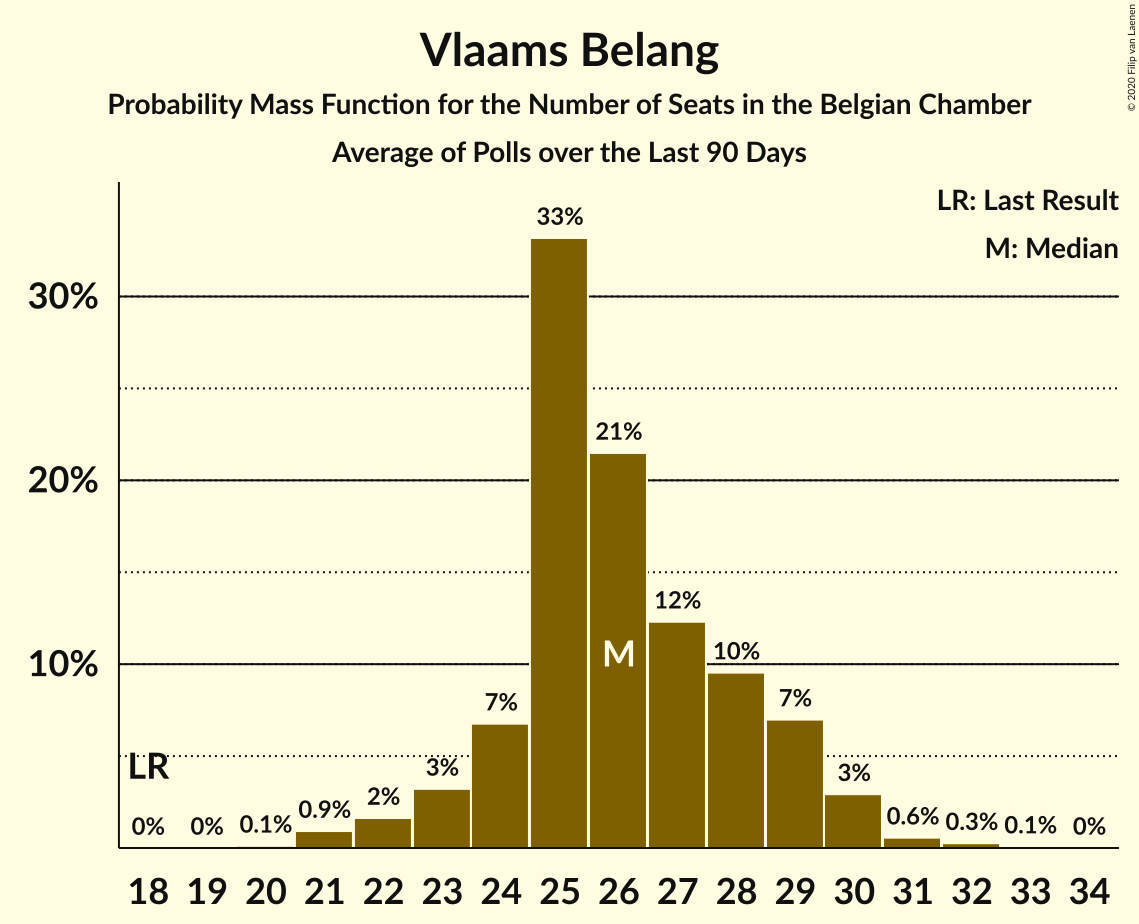 Vlaams Belang
Probability Mass Function for the Number of Seats in the Belgian Chamber
Average of Polls over the Last 90 Days
© 2020 Filip van Laenen
LR: Last Result
M: Median
33%
30%
21%
20%
12%
10%
10%
M
7%
7%
LR
3%
3%
2%
0.9%
0.6%
0.3%
0%
0%
0.1%
0.1%
0%
18 19 20 21 22 23 24 25 26 27 28 29 30 31 32 33 34